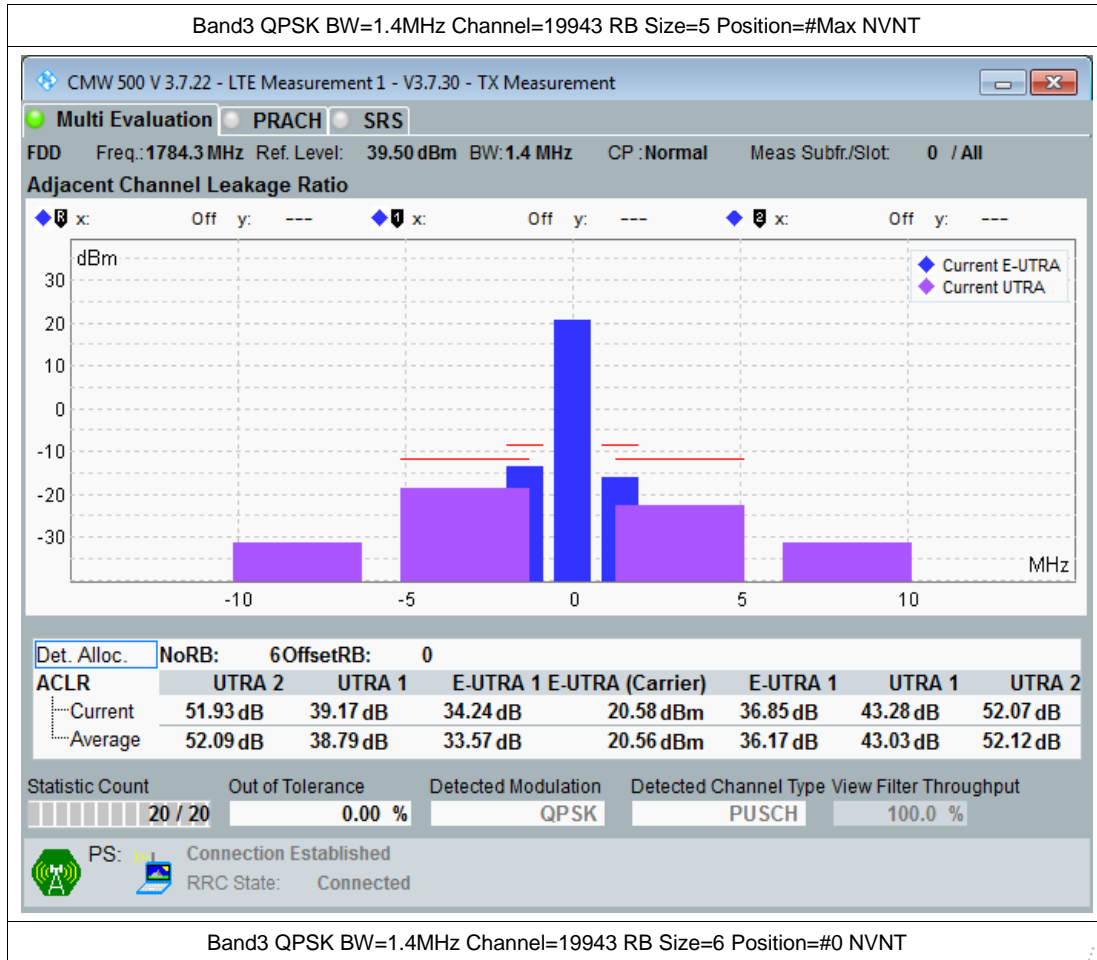 Band3 QPSK BW=1.4MHz Channel=19943 RB Size=5 Position=#Max NVNT
CMW 500 V 3.7.22 - LTE Measurement 1 - V3.7.30 - TX Measurement
Multi Evaluation PRACH SRS
FDD Freq.:1784.3 MHz Ref. Level: 39.50 dBm BW:1.4 MHz CP :Normal Meas Subfr./Slot: 0 / All
Adjacent Channel Leakage Ratio
R x: Off y: --- 1 x: Off y: --- 2 x: Off y: ---
dBm
Current E-UTRA
Current UTRA
30
20
10
0
-10
-20
-30
MHz
-10 -5 0 5 10
Det. Alloc. NoRB: 6 OffsetRB: 0
ACLR UTRA 2 UTRA 1 E-UTRA 1 E-UTRA (Carrier) E-UTRA 1 UTRA 1 UTRA 2
Current 51.93 dB 39.17 dB 34.24 dB 20.58 dBm 36.85 dB 43.28 dB 52.07 dB
Average 52.09 dB 38.79 dB 33.57 dB 20.56 dBm 36.17 dB 43.03 dB 52.12 dB
Statistic Count Out of Tolerance Detected Modulation Detected Channel Type View Filter Throughput
20 / 20 0.00 % QPSK PUSCH 100.0 %
PS: Connection Established
RRC State: Connected
Band3 QPSK BW=1.4MHz Channel=19943 RB Size=6 Position=#0 NVNT